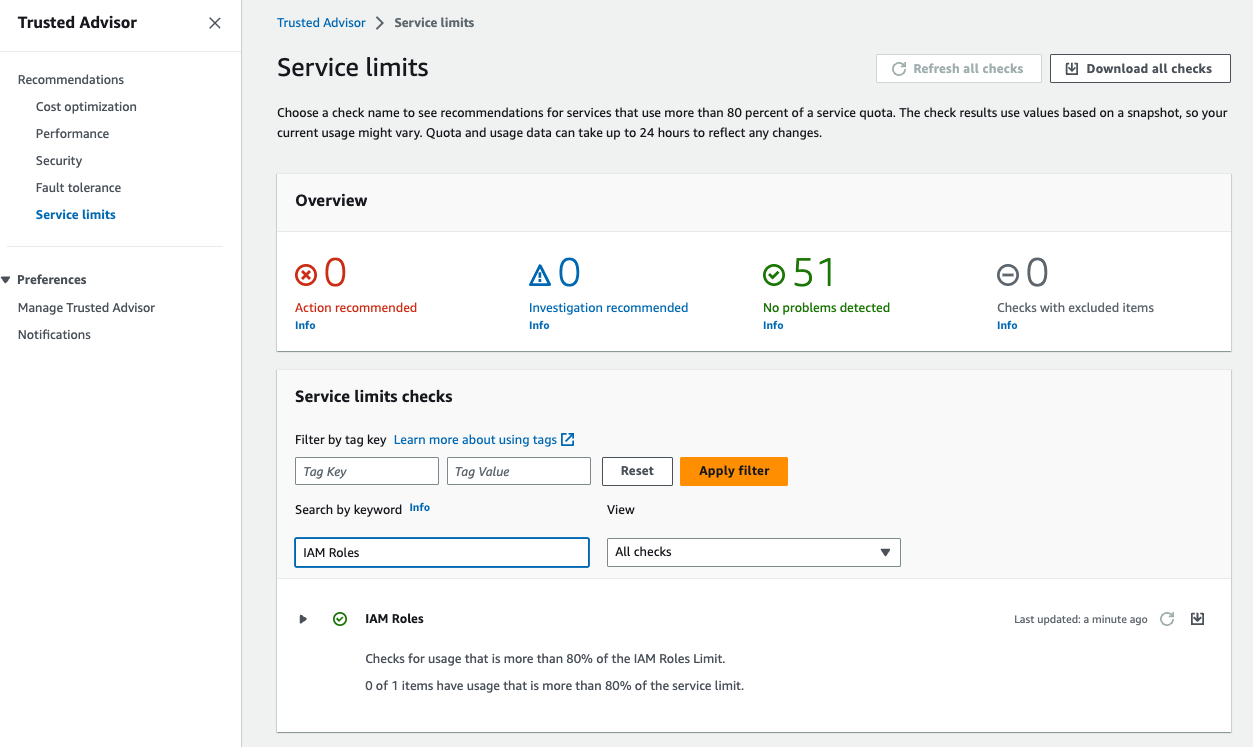 Trusted Advisor
Recommendations
Cost optimization
Performance
Security
Fault tolerance
Service limits
Preferences
Manage Trusted Advisor
Notifications
Trusted Advisor > Service limits
Service limits
Refresh all checks
Download all checks
Choose a check name to see recommendations for services that use more than 80 percent of a service quota. The check results use values based on a snapshot, so your
current usage might vary. Quota and usage data can take up to 24 hours to reflect any changes.
Overview
0
Action recommended
Info
0
Investigation recommended
Info
51
No problems detected
Info
0
Checks with excluded items
Info
Service limits checks
Filter by tag key Learn more about using tags
Tag Key
Tag Value
Reset
Apply filter
Search by keyword Info
View
IAM Roles
All checks
IAM Roles
Last updated: a minute ago
Checks for usage that is more than 80% of the IAM Roles Limit.
0 of 1 items have usage that is more than 80% of the service limit.